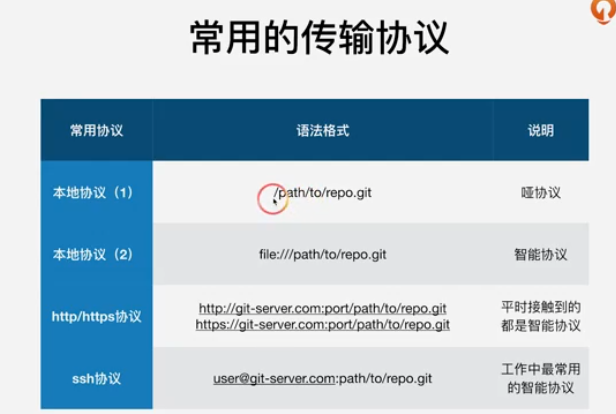 常用的传输协议
常用协议 语法格式 说明
本地协议（1） /path/to/repo.git 哑协议
本地协议（2） file:///path/to/repo.git 智能协议
http/https协议
http://git-server.com:port/path/to/repo.git
https://git-server.com:port/path/to/repo.git
平时接触到的
都是智能协议
ssh协议
user@git-server.com:path/to/repo.git
工作中最常用
的智能协议